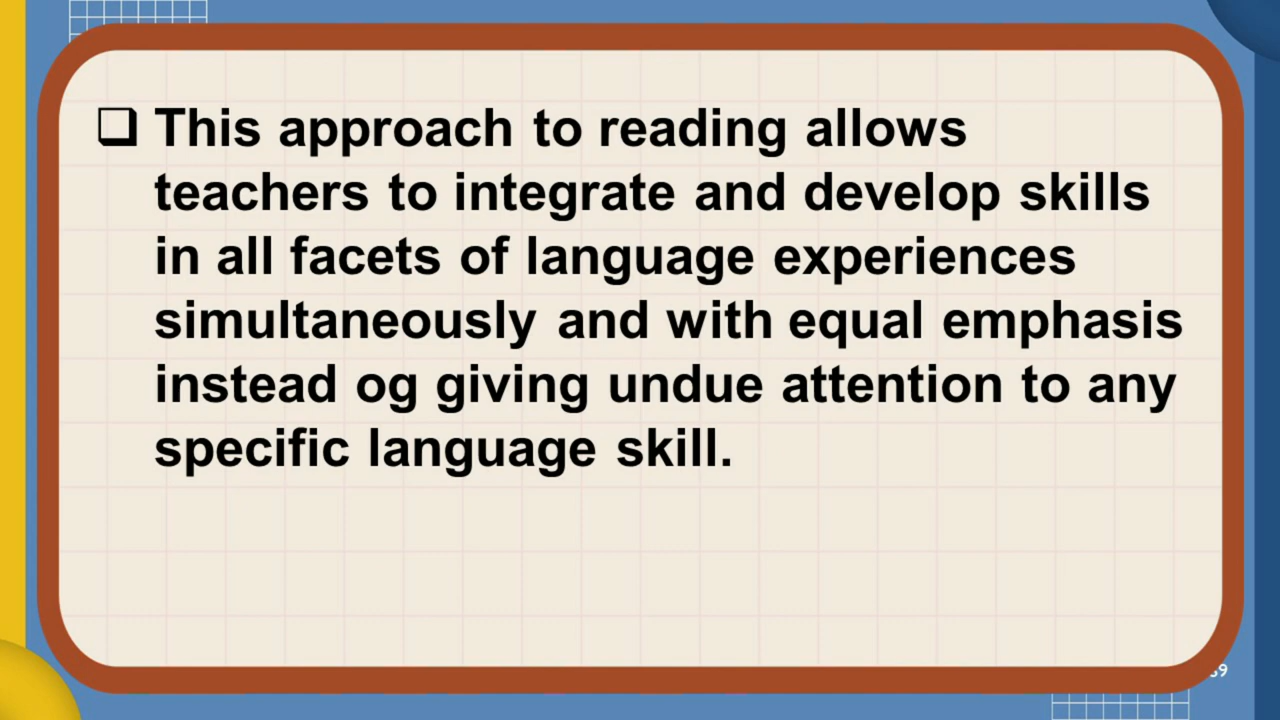 ❑ This approach to reading allows
teachers to integrate and develop skills
in all facets of language experiences
simultaneously and with equal emphasis
instead og giving undue attention to any
specific language skill.